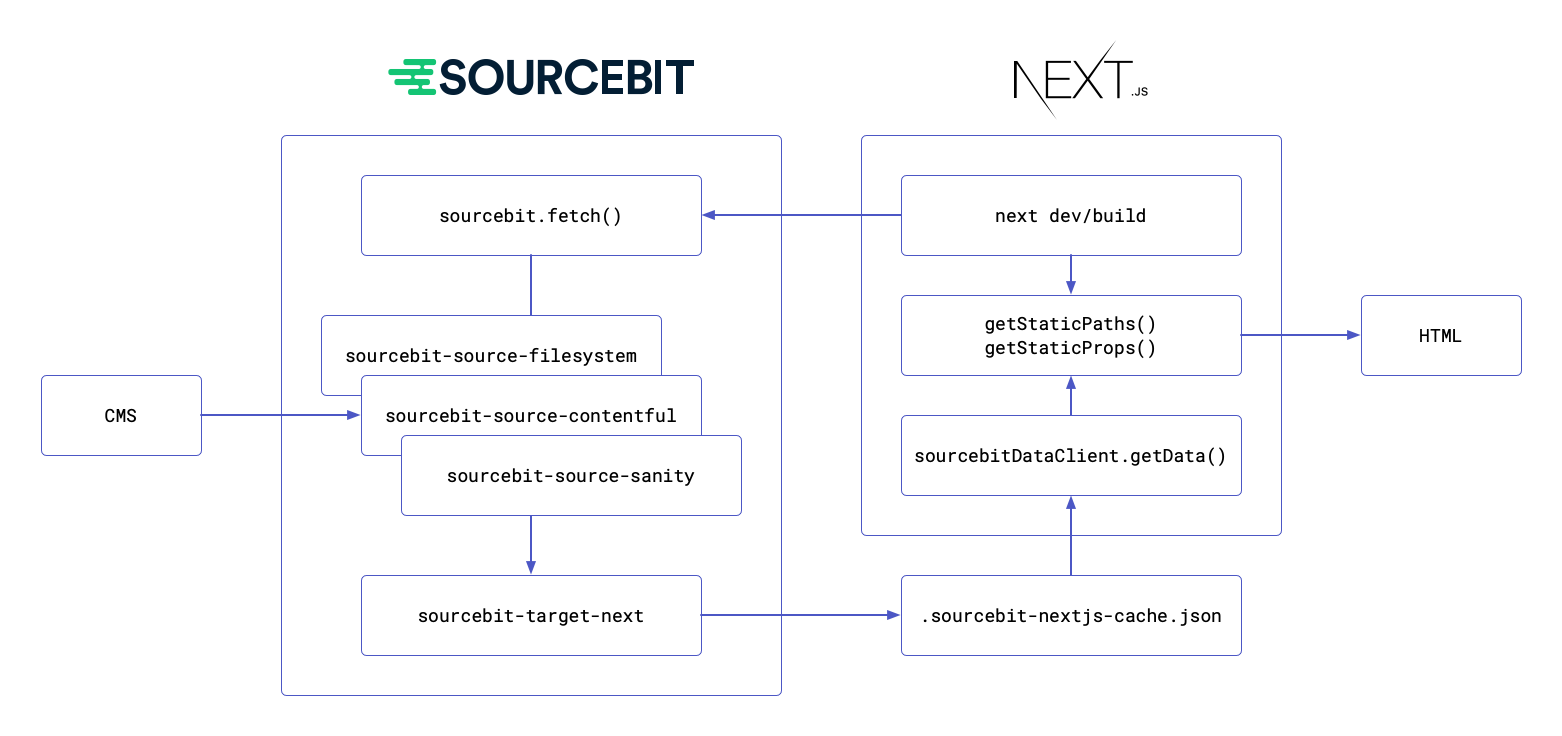 SOURCEBIT
NEXT
.JS
sourcebit.fetch()
next dev/build
getStaticPaths()
getStaticProps()
HTML
sourcebit-source-filesystem
CMS
sourcebit-source-contentful
sourcebitDataClient.getData()
sourcebit-source-sanity
sourcebit-target-next
.sourcebit-nextjs-cache.json